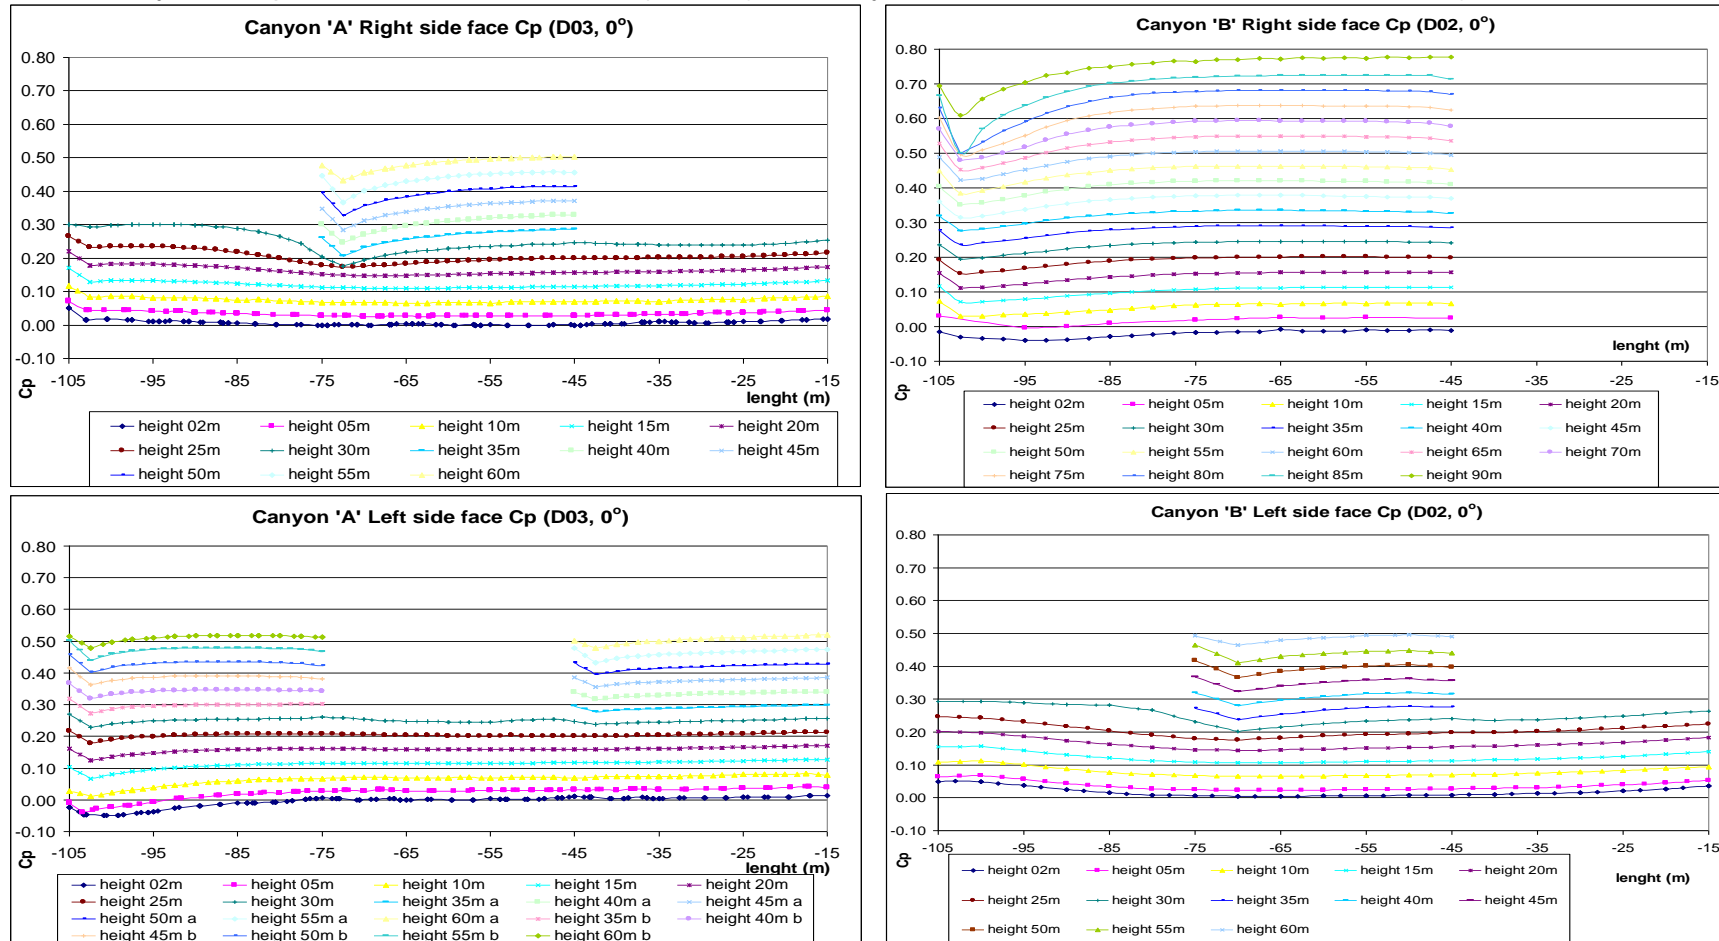 Canyon 'A' Right side face Cp (D03, 0°)
0.80
0.70
0.60
0.50
0.40
0.30
0.20
0.10
0.00
-0.10
-105 -95 -85 -75 -65 -55 -45 -35 -25 -15
Cp
lenght (m)
height 02m height 05m height 10m height 15m height 20m
height 25m height 30m height 35m height 40m height 45m
height 50m height 55m height 60m
Canyon 'B' Right side face Cp (D02, 0°)
0.80
0.70
0.60
0.50
0.40
0.30
0.20
0.10
0.00
-0.10
lenght (m)
-105 -95 -85 -75 -65 -55 -45 -35 -25 -15
Cp
height 02m height 05m height 10m height 15m height 20m
height 25m height 30m height 35m height 40m height 45m
height 50m height 55m height 60m height 65m height 70m
height 75m height 80m height 85m height 90m
Canyon 'A' Left side face Cp (D03, 0°)
0.80
0.70
0.60
0.50
0.40
0.30
0.20
0.10
0.00
-0.10
-105 -95 -85 -75 -65 -55 -45 -35 -25 -15
Cp
lenght (m)
height 02m height 05m height 10m height 15m height 20m
height 25m height 30m height 35m a height 40m a height 45m a
height 50m a height 55m a height 60m a height 35m b height 40m b
height 45m b height 50m b height 55m b height 60m b
Canyon 'B' Left side face Cp (D02, 0°)
0.80
0.70
0.60
0.50
0.40
0.30
0.20
0.10
0.00
-0.10
-105 -95 -85 -75 -65 -55 -45 -35 -25 -15
Cp
lenght (m)
height 02m height 05m height 10m height 15m height 20m
height 25m height 30m height 35m height 40m height 45m
height 50m height 55m height 60m